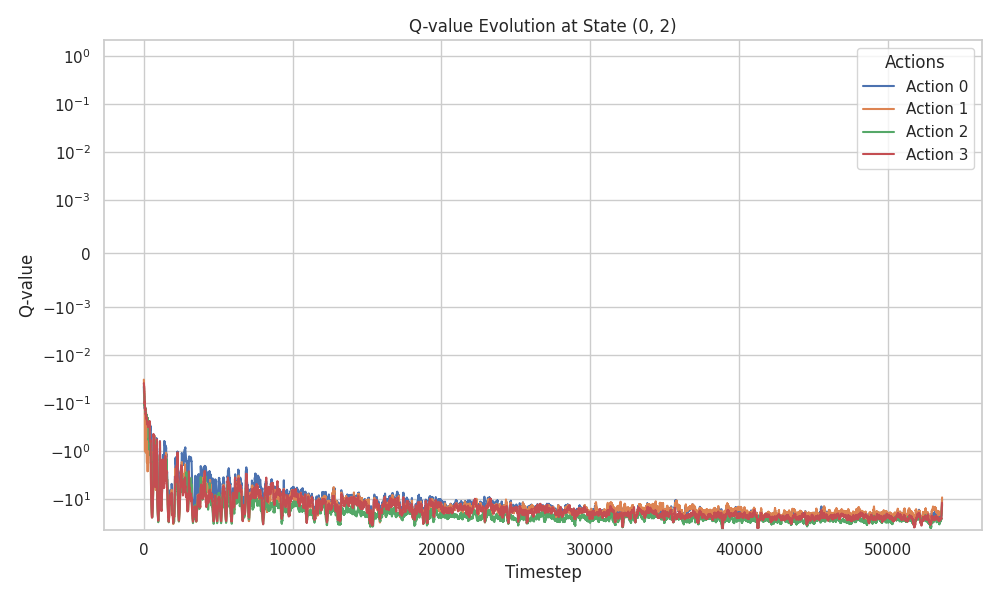 Q-value Evolution at State (0, 2)
Actions
Action 0
Action 1
Action 2
Action 3
Q-value
10⁰
10⁻¹
10⁻²
10⁻³
0
−10⁻³
−10⁻²
−10⁻¹
−10⁰
−10¹
0 10000 20000 30000 40000 50000
Timestep